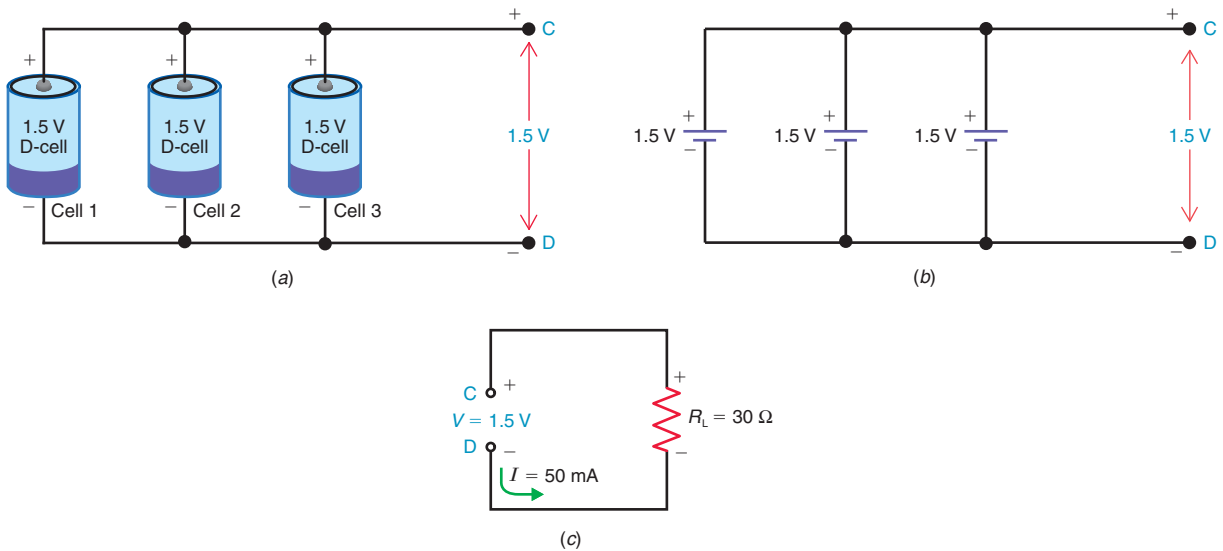 + C
+ + +
1.5 V
D-cell
1.5 V
D-cell
1.5 V
D-cell
1.5 V
− Cell 1
− Cell 2
− Cell 3
− D
(a)
+ C
+
1.5 V
−
+
1.5 V
−
+
1.5 V
−
1.5 V
− D
(b)
C +
V = 1.5 V
D −
I = 50 mA
+
R_L = 30 Ω
−
(c)